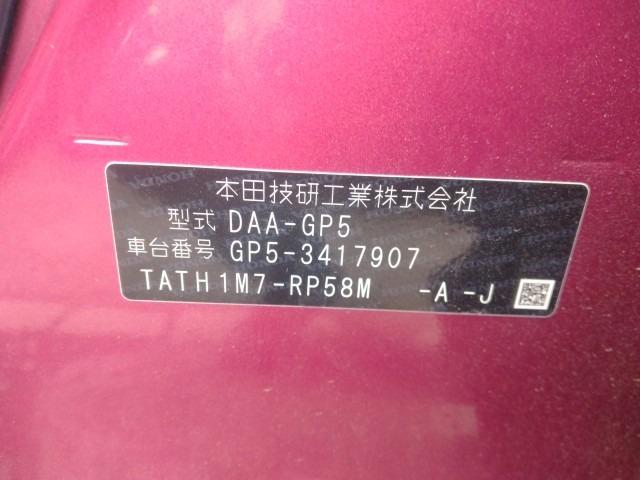 本田技研工業株式会社
型式 DAA-GP5
車台番号 GP5-3417907
TATH1M7-RP58M -A -J